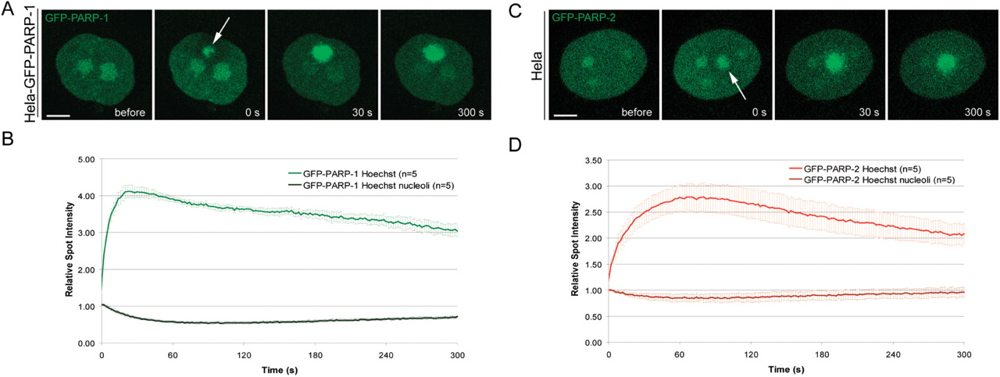 A
Hela-GFP-PARP-1
GFP-PARP-1
before
0 s
30 s
300 s
B
5.00
4.00
3.00
2.00
1.00
0.00
Relative Spot Intensity
GFP-PARP-1 Hoechst (n=5
GFP-PARP-1 Hoechst nucleoli (n=5)
0
60
120
180
240
300
Time (s)
C
Hela
GFP-PARP-2
before
0 s
30 s
300 s
D
3.50
3.00
2.50
2.00
1.50
1.00
0.50
0.00
Relative Spot Intensity
GFP-PARP-2 Hoechst (n=5)
GFP-PARP-2 Hoechst nucleoli (n=5)
0
60
120
180
240
300
Time (s)